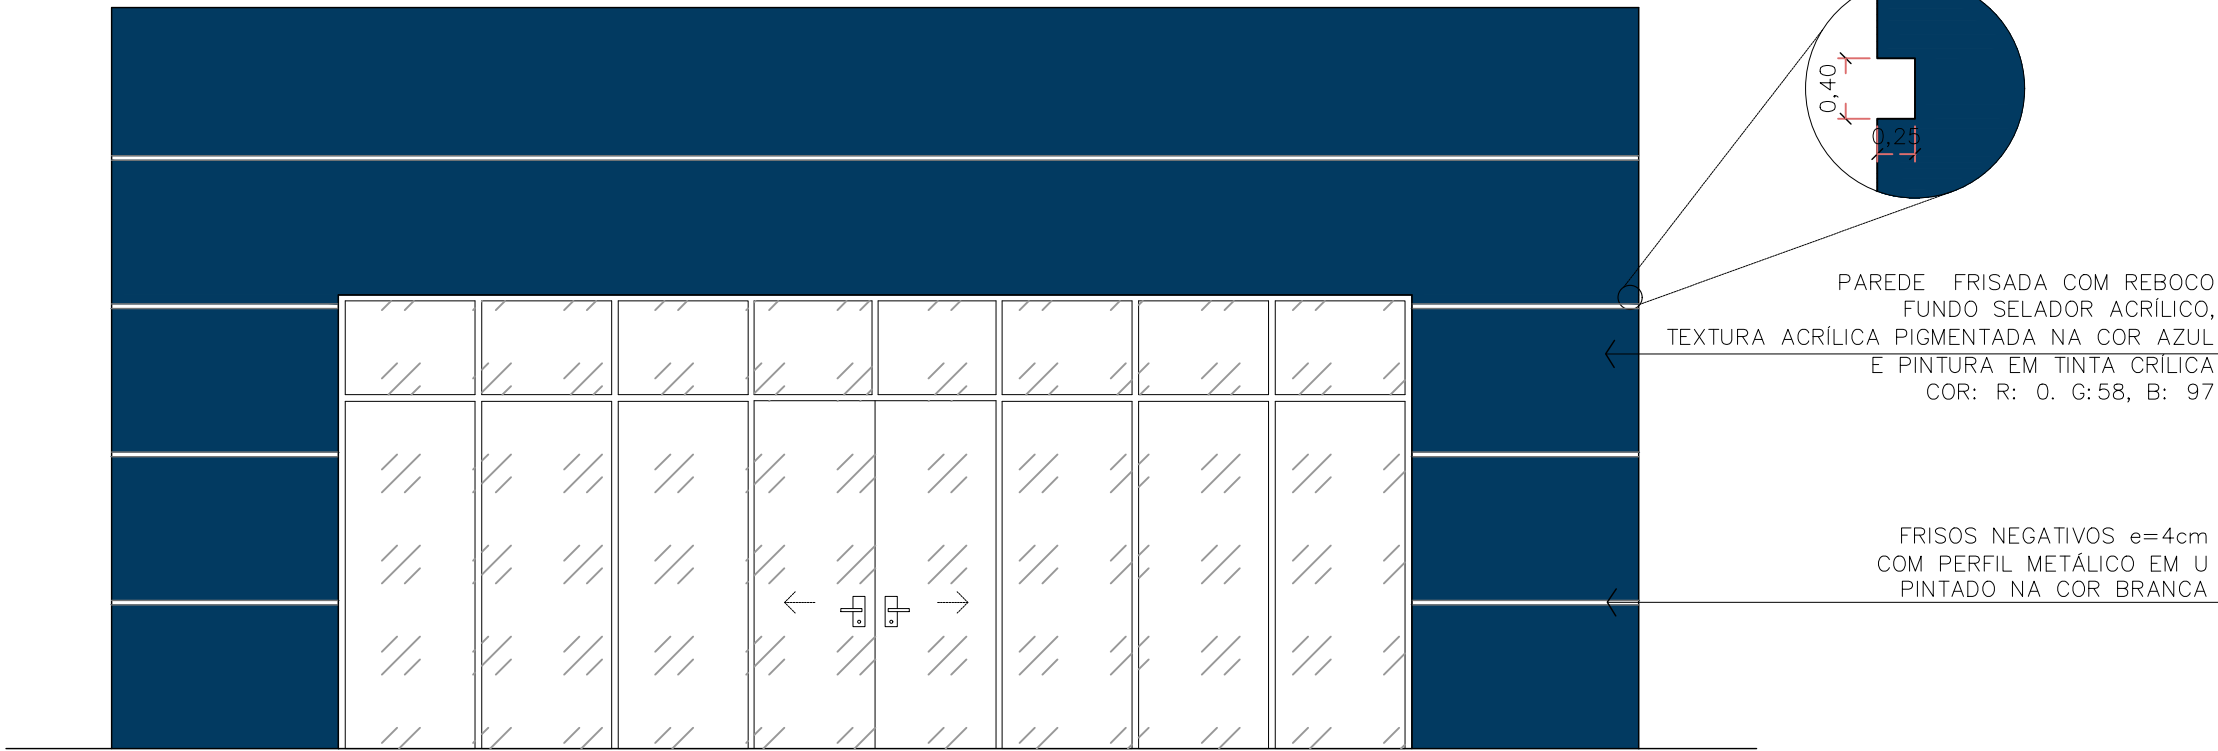 0,40
0,25
PAREDE FRISADA COM REBOCO
FUNDO SELADOR ACRÍLICO,
TEXTURA ACRÍLICA PIGMENTADA NA COR AZUL
E PINTURA EM TINTA CRÍLICA
COR: R: 0. G:58, B: 97
FRISOS NEGATIVOS e=4cm
COM PERFIL METÁLICO EM U
PINTADO NA COR BRANCA